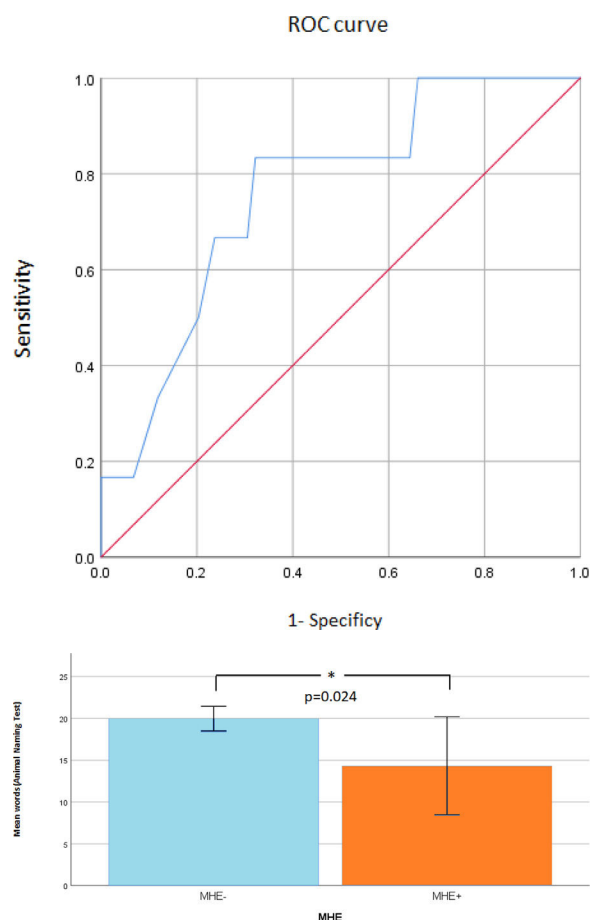 ROC curve
1.0
0.8
0.6
0.4
0.2
0.0
Sensitivity
0.0 0.2 0.4 0.6 0.8 1.0
1- Specificy
25
20
15
10
5
0
Mean words (Animal Naming Test)
*
p=0.024
MHE- MHE+
MHE